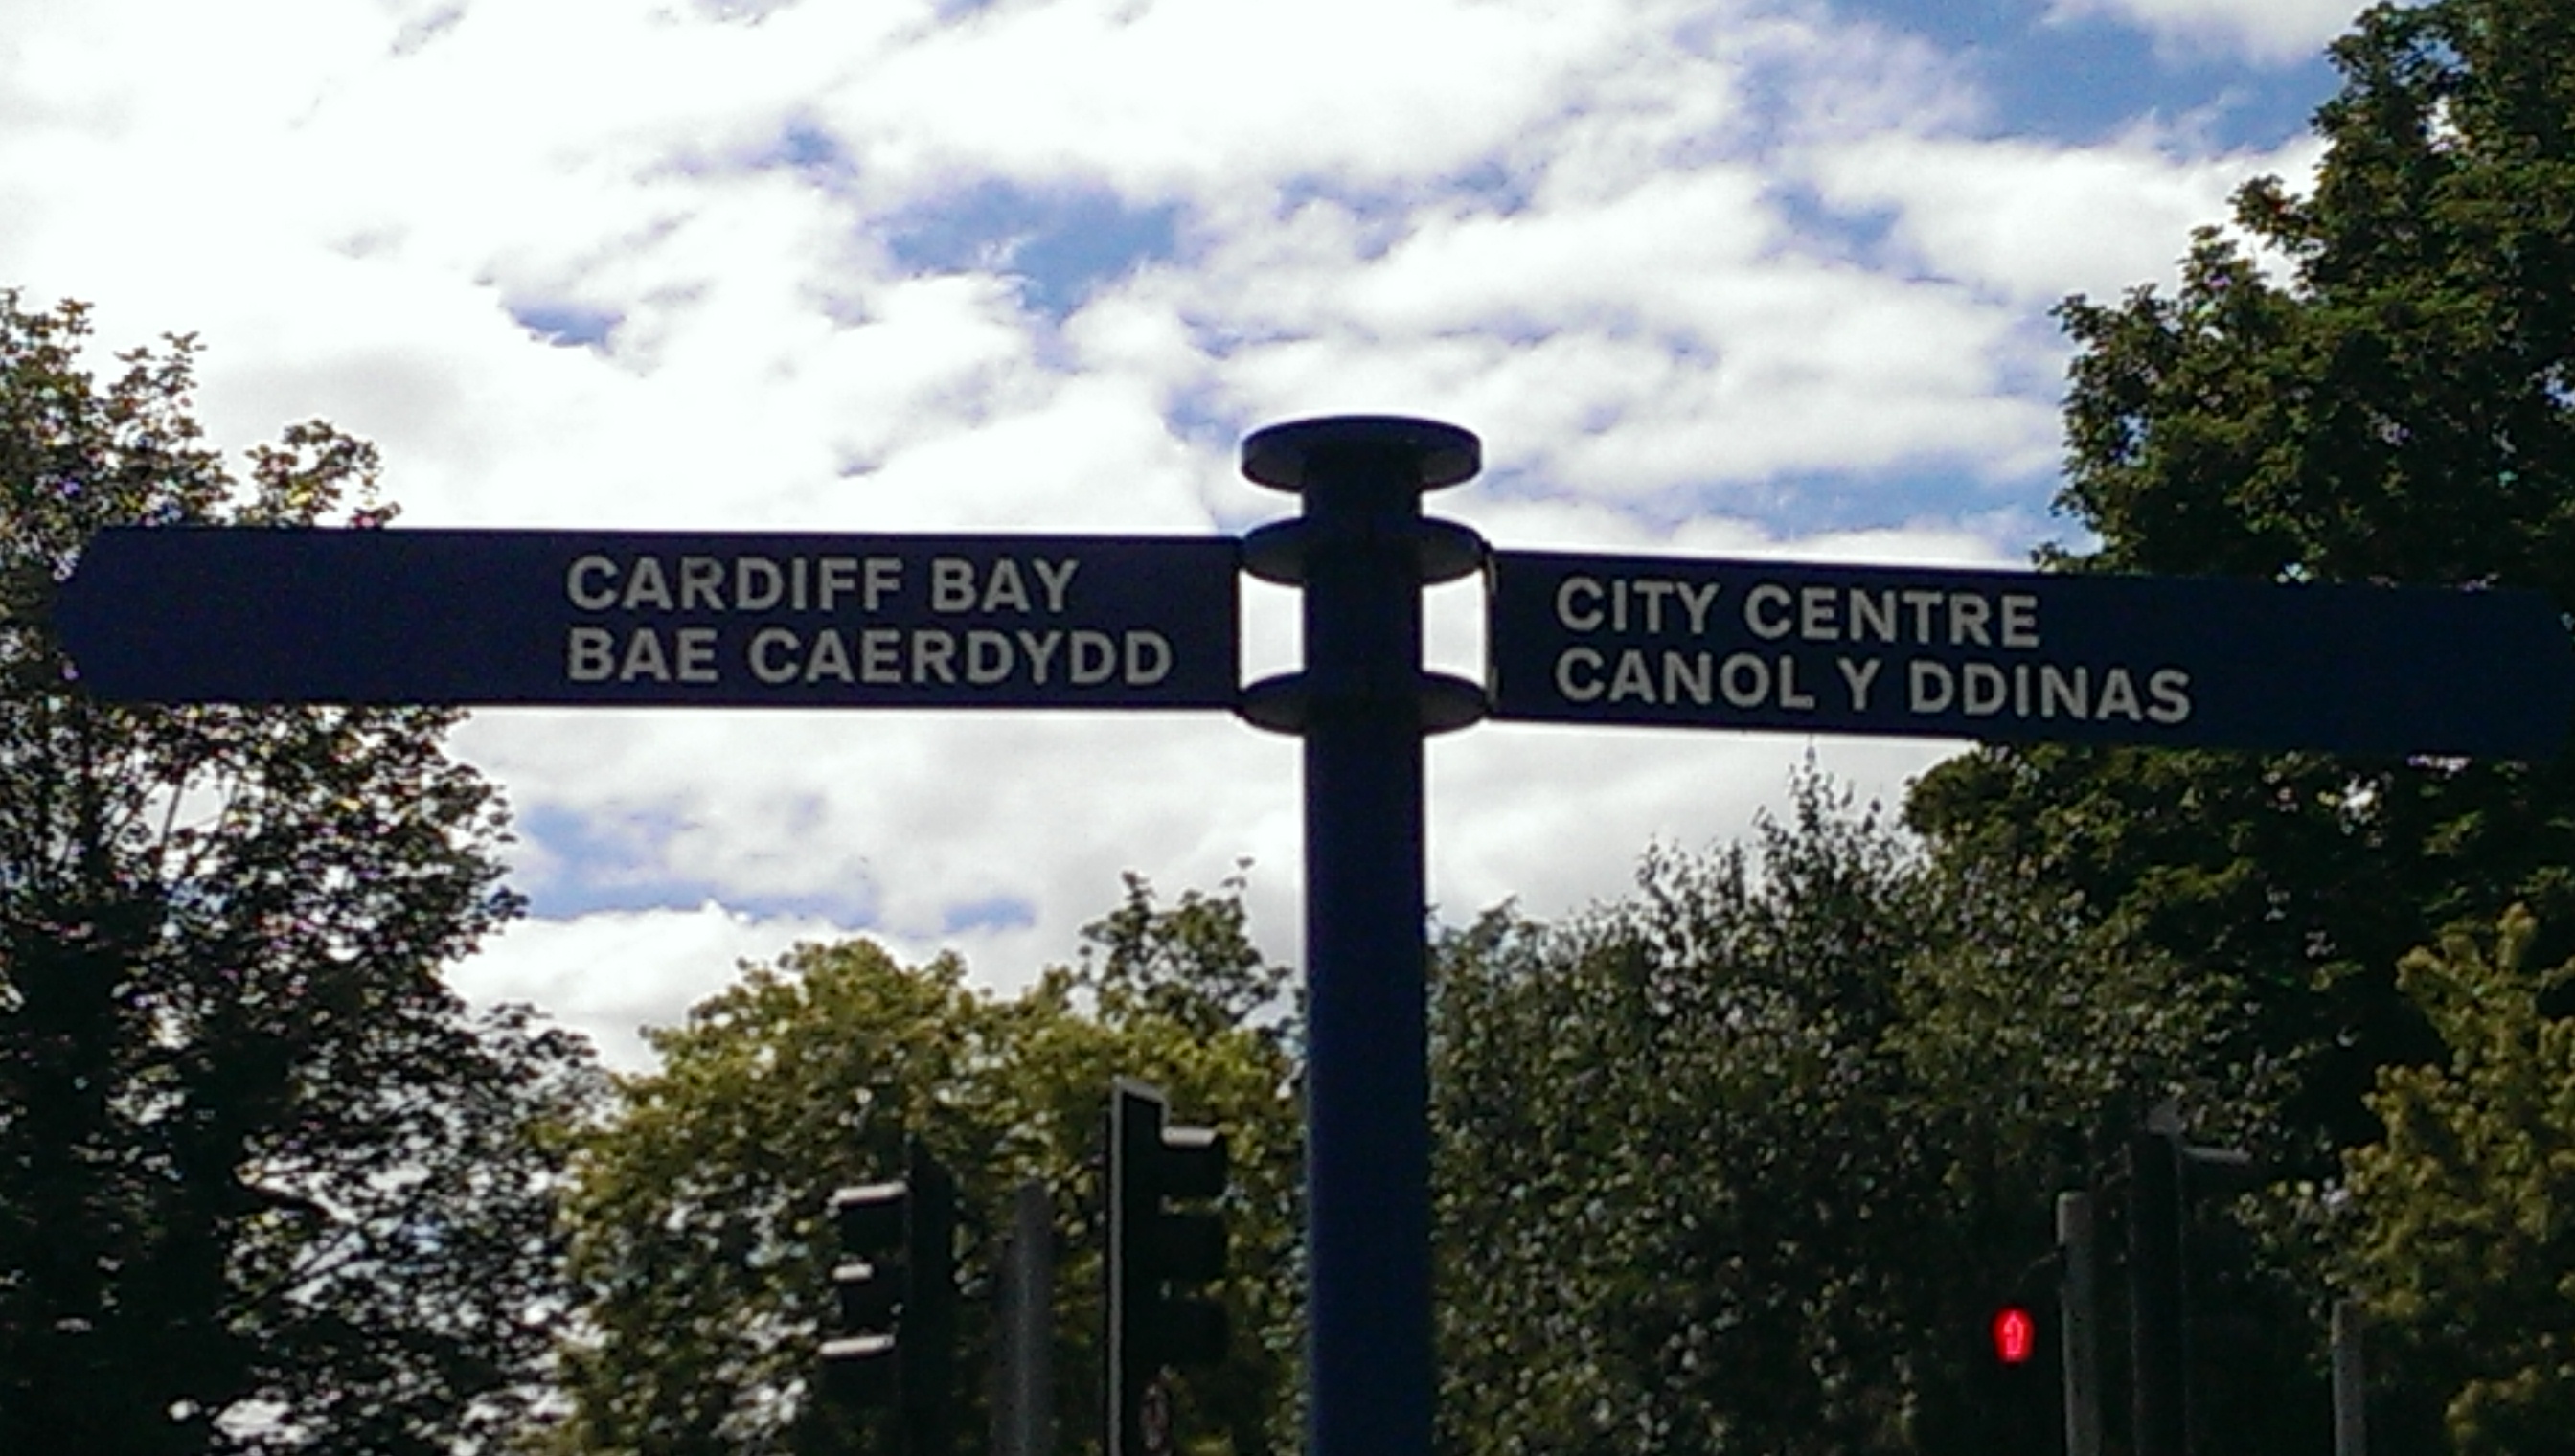 CARDIFF BAY
BAE CAERDYDD
CITY CENTRE
CANOL Y DDINAS